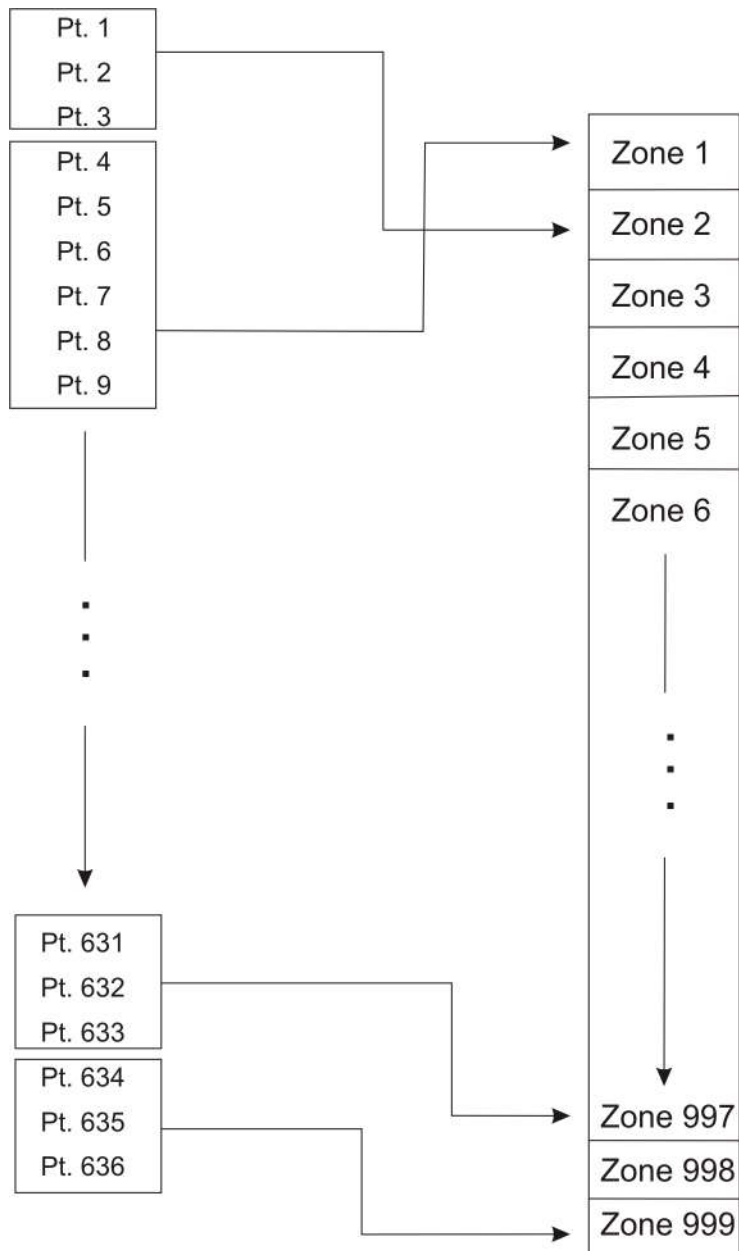 Pt. 1
Pt. 2
Pt. 3
Pt. 4
Pt. 5
Pt. 6
Pt. 7
Pt. 8
Pt. 9
Pt. 631
Pt. 632
Pt. 633
Pt. 634
Pt. 635
Pt. 636
Zone 1
Zone 2
Zone 3
Zone 4
Zone 5
Zone 6
Zone 997
Zone 998
Zone 999